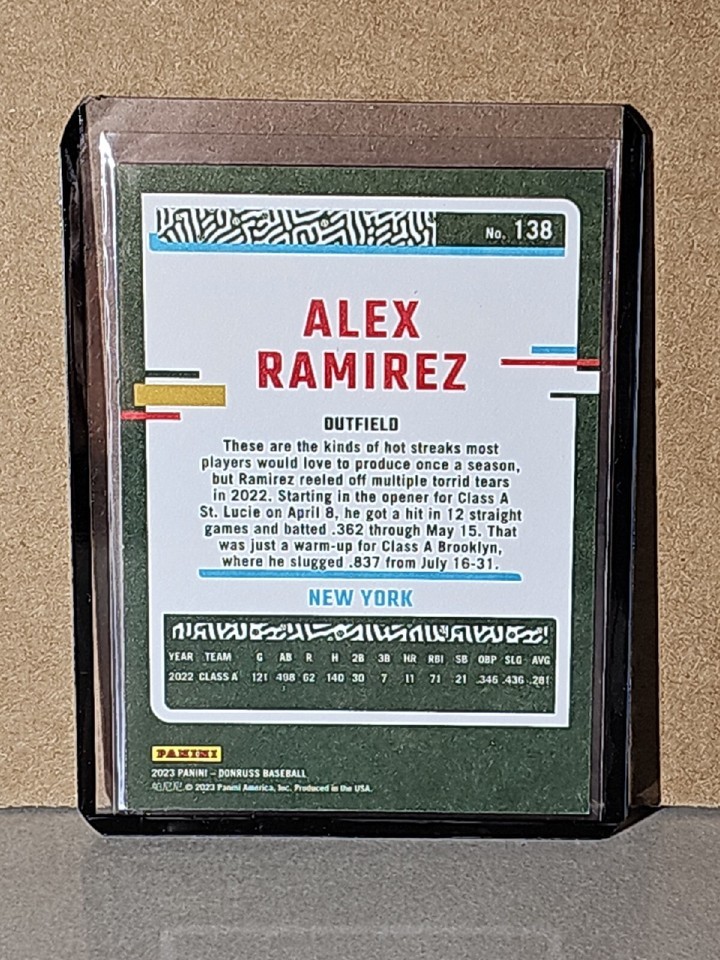 No. 138
ALEX
RAMIREZ
OUTFIELD
These are the kinds of hot streaks most
players would love to produce once a season,
but Ramirez reeled off multiple torrid tears
in 2022. Starting in the opener for Class A
St. Lucie on April 8, he got a hit in 12 straight
games and batted .362 through May 15. That
was just a warm-up for Class A Brooklyn,
where he slugged .837 from July 16-31.
NEW YORK
YEAR TEAM G AB R H 2B 3B HR RBI SB OBP SLG AVG
2022 CLASS A 121 498 62 140 30 7 11 71 21 .346 .436 .281
PANINI
2023 PANINI – DONRUSS BASEBALL
帕尼尼 © 2023 Panini America, Inc. Produced in the USA.